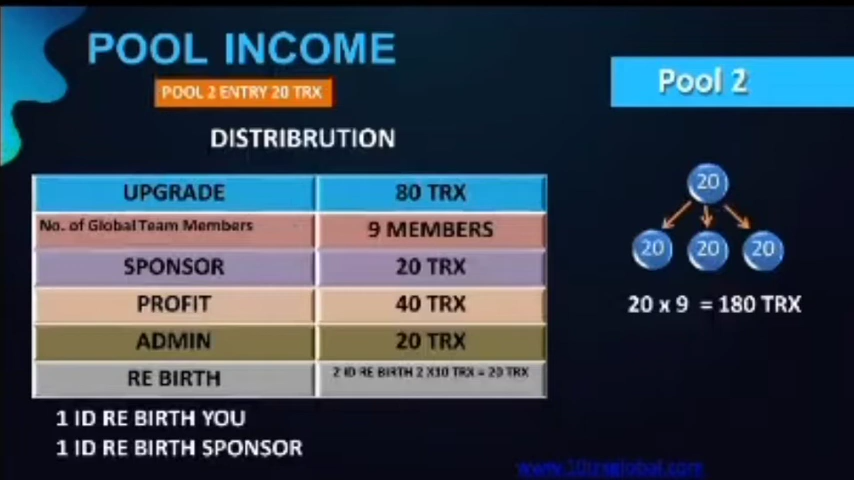 POOL INCOME
POOL 2 ENTRY 20 TRX
Pool 2
DISTRIBRUTION
UPGRADE 80 TRX
No. of Global Team Members 9 MEMBERS
SPONSOR 20 TRX
PROFIT 40 TRX
ADMIN 20 TRX
RE BIRTH 2 ID RE BIRTH 2 X10 TRX = 20 TRX
1 ID RE BIRTH YOU
1 ID RE BIRTH SPONSOR
20
20 20 20
20 x 9 = 180 TRX
www.10trxglobal.com